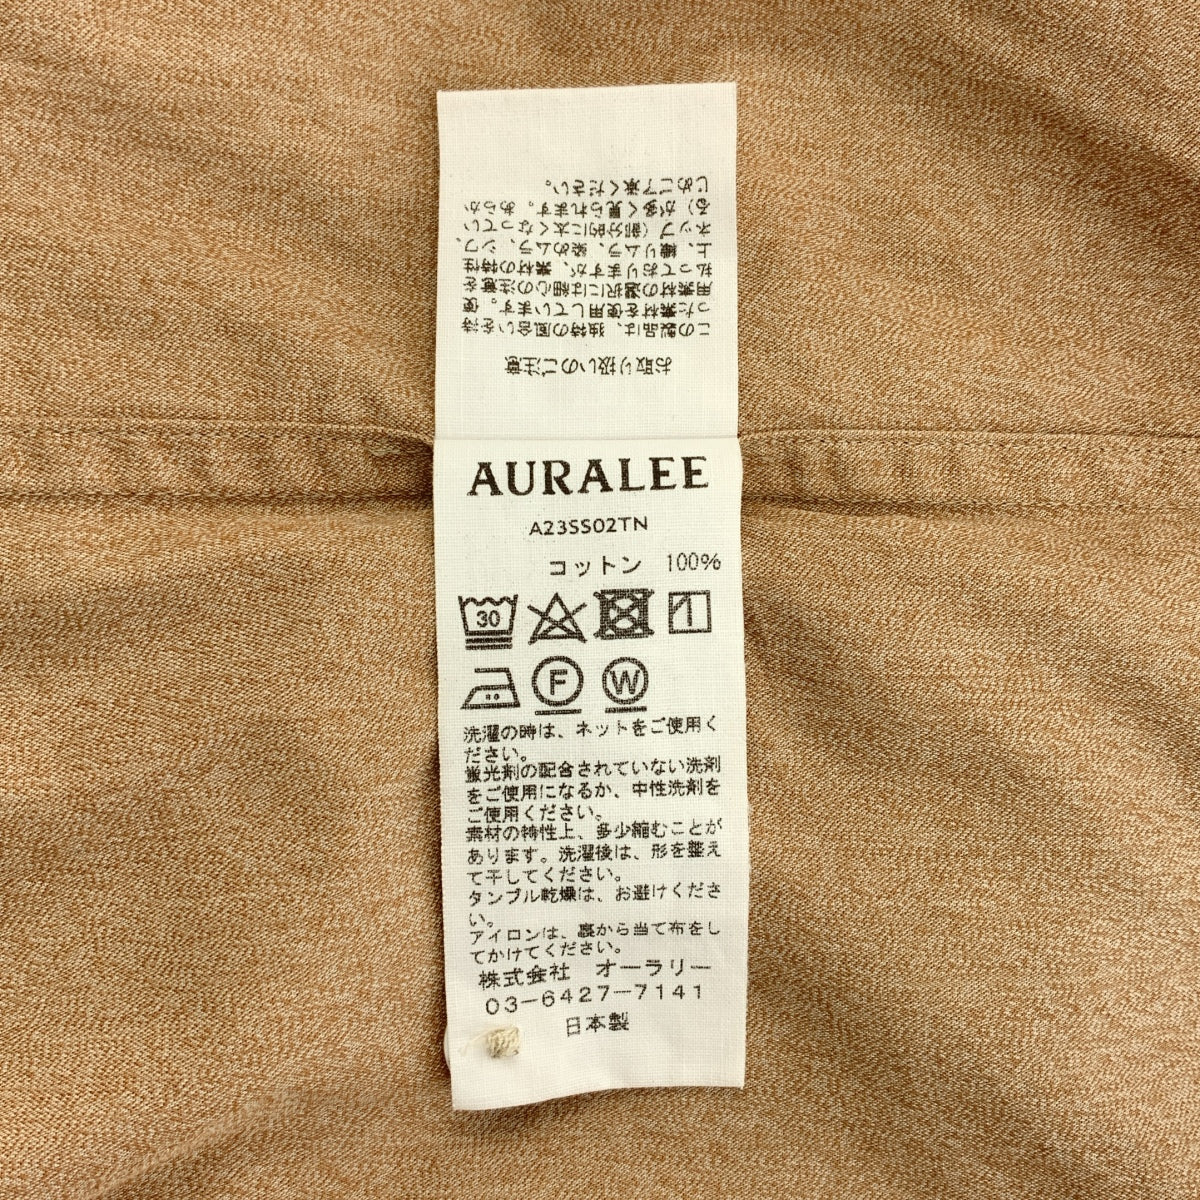 お取り扱いのご注意
この製品は、独特の風合いを持
った素材を使用しています。使
用素材の選択には細心の注意を
払っておりますが、素材の特性
上、織りムラ、染めムラ、シワ、
ネップ（部分的に太くなってい
る）が多く見られます。あらか
じめご了承ください。
AURALEE
A23SS02TN
コットン 100%
30
F
W
洗濯の時は、ネットをご使用く
ださい。
蛍光剤の配合されていない洗剤
をご使用になるか、中性洗剤を
ご使用ください。
素材の特性上、多少縮むことが
あります。洗濯後は、形を整え
て干してください。
タンブル乾燥は、お避けくださ
い。
アイロンは、裏から当て布をし
てかけてください。
株式会社 オーラリー
03-6427-7141
日本製